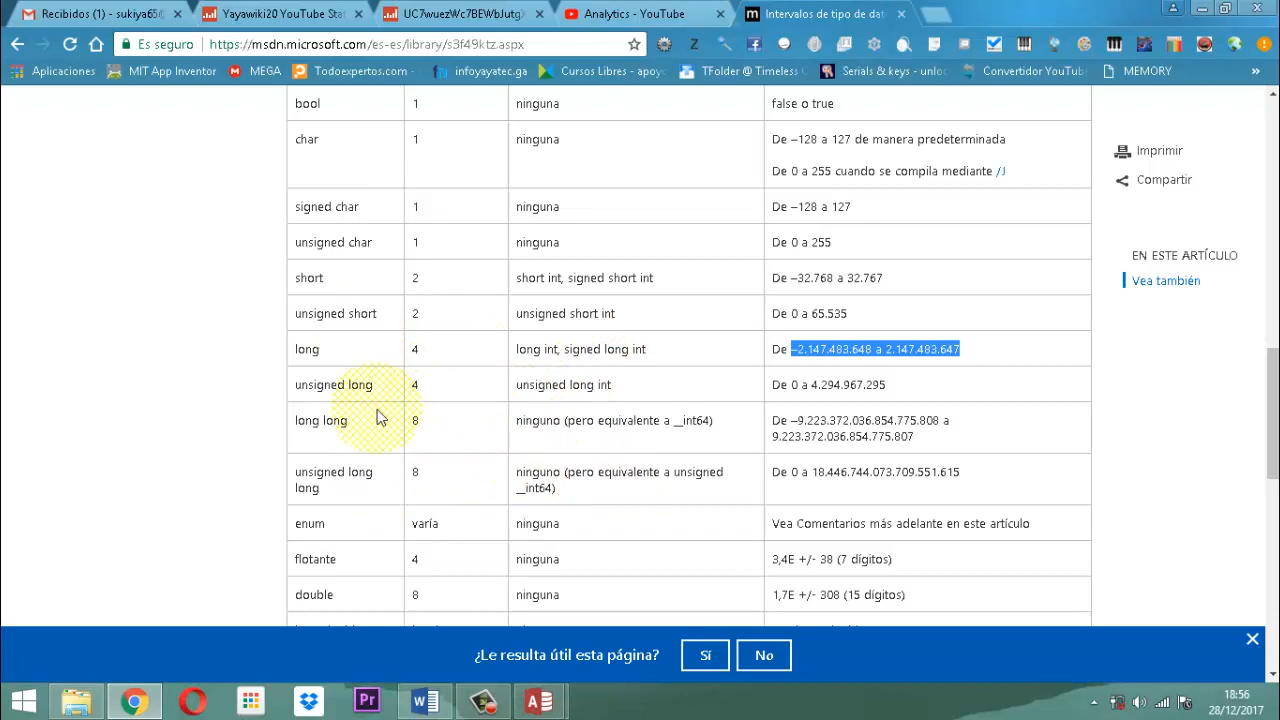 Recibidos (1) - sukiya65@
Yayawiki20 YouTube Stat
UC7wuezWc7BEWbJutgX
Analytics - YouTube
Intervalos de tipo de dat
Es seguro
https://msdn.microsoft.com/es-es/library/s3f49ktz.aspx
Aplicaciones
MIT App Inventor
MEGA
Todoexpertos.com -
infoyayatec.ga
Cursos Libres - apoyo
TFolder @ Timeless
Serials & keys - unloc
Convertidor YouTub
MEMORY
»
bool 1 ninguna false o true
char 1 ninguna De –128 a 127 de manera predeterminada
De 0 a 255 cuando se compila mediante /J
signed char 1 ninguna De –128 a 127
unsigned char 1 ninguna De 0 a 255
short 2 short int, signed short int De –32.768 a 32.767
unsigned short 2 unsigned short int De 0 a 65.535
long 4 long int, signed long int De –2.147.483.648 a 2.147.483.647
unsigned long 4 unsigned long int De 0 a 4.294.967.295
long long 8 ninguno (pero equivalente a __int64) De –9.223.372.036.854.775.808 a
9.223.372.036.854.775.807
unsigned long 8 ninguno (pero equivalente a unsigned De 0 a 18.446.744.073.709.551.615
long __int64)
enum varía ninguna Vea Comentarios más adelante en este artículo
flotante 4 ninguna 3,4E +/- 38 (7 dígitos)
double 8 ninguna 1,7E +/- 308 (15 dígitos)
Imprimir
Compartir
EN ESTE ARTÍCULO
Vea también
¿Le resulta útil esta página?
Sí
No
Pr
18:56
28/12/2017